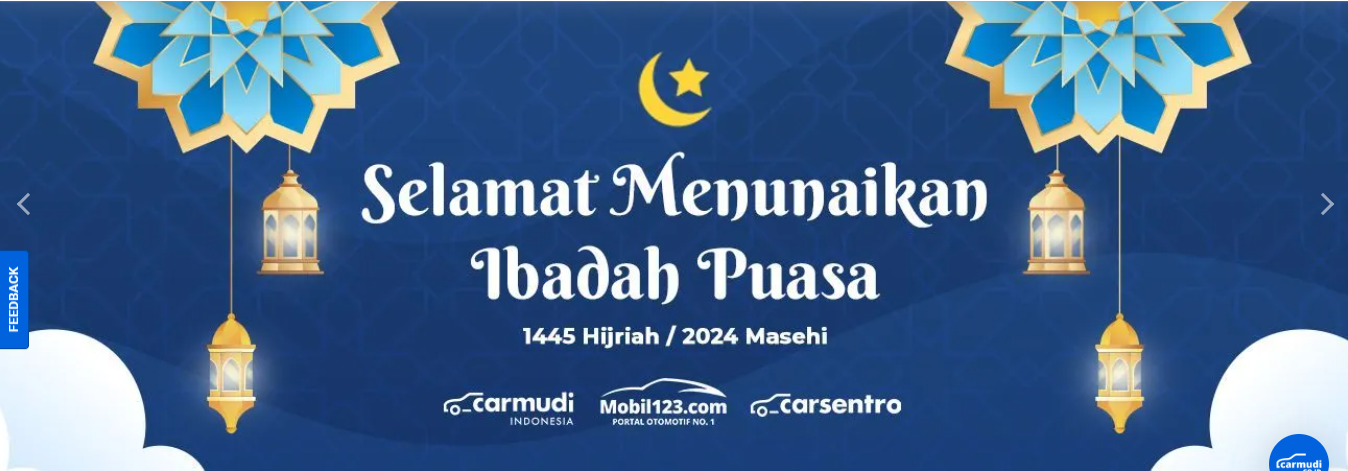 Selamat Menunaikan
Ibadah Puasa
1445 Hijriah / 2024 Masehi
carmudi
INDONESIA
Mobil123.com
PORTAL OTOMOTIF NO. 1
carsentro
FEEDBACK
carmudi